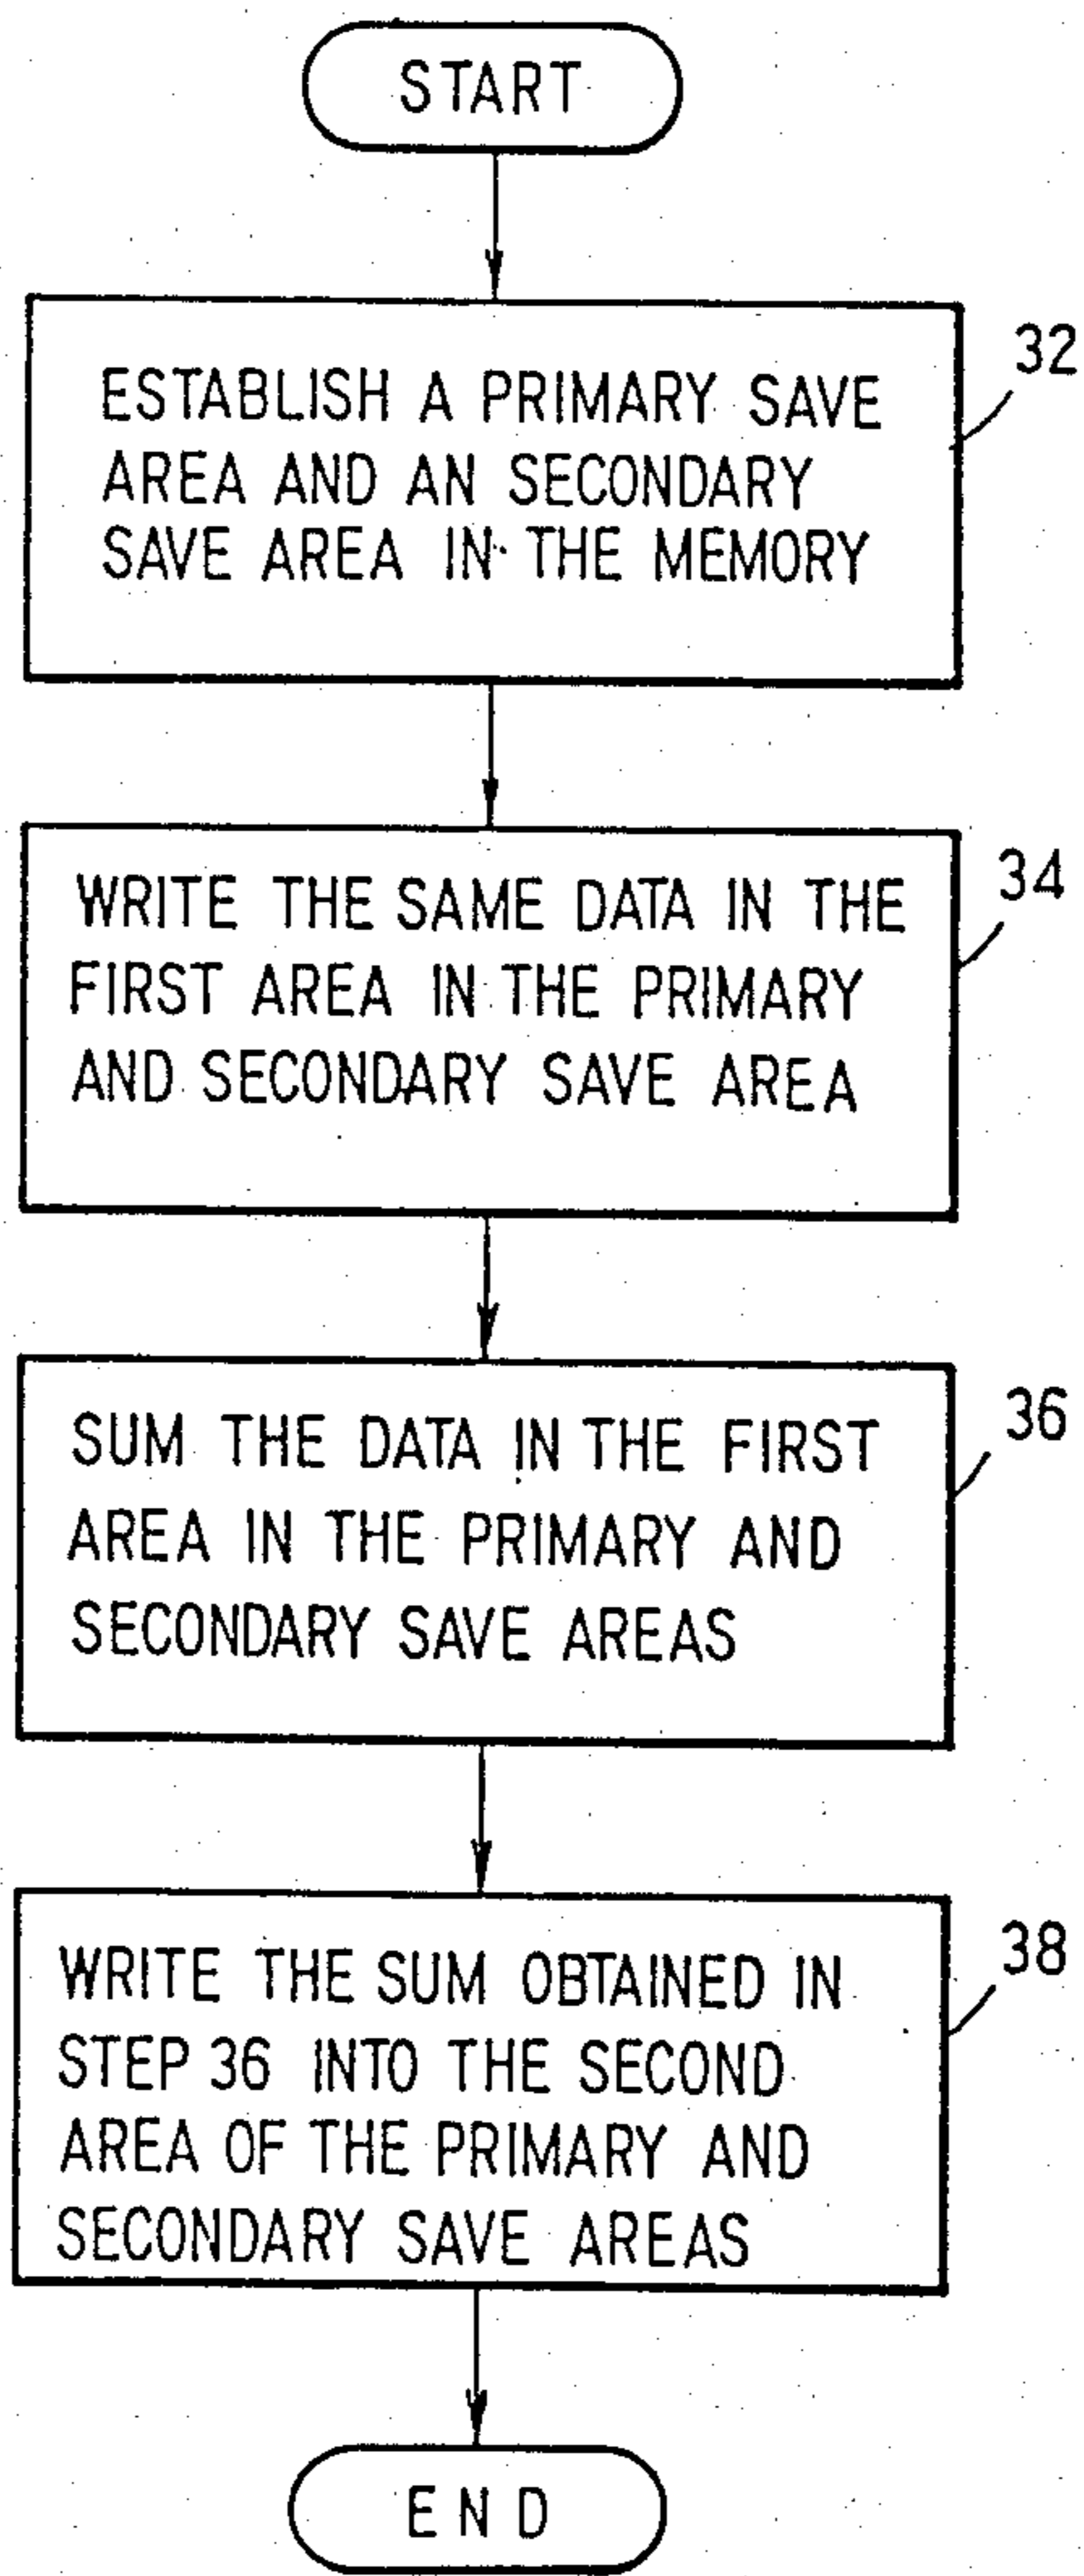 START
32
ESTABLISH A PRIMARY SAVE
AREA AND AN SECONDARY
SAVE AREA IN THE MEMORY
34
WRITE THE SAME DATA IN THE
FIRST AREA IN THE PRIMARY
AND SECONDARY SAVE AREA
36
SUM THE DATA IN THE FIRST
AREA IN THE PRIMARY AND
SECONDARY SAVE AREAS
38
WRITE THE SUM OBTAINED IN
STEP 36 INTO THE SECOND
AREA OF THE PRIMARY AND
SECONDARY SAVE AREAS
END